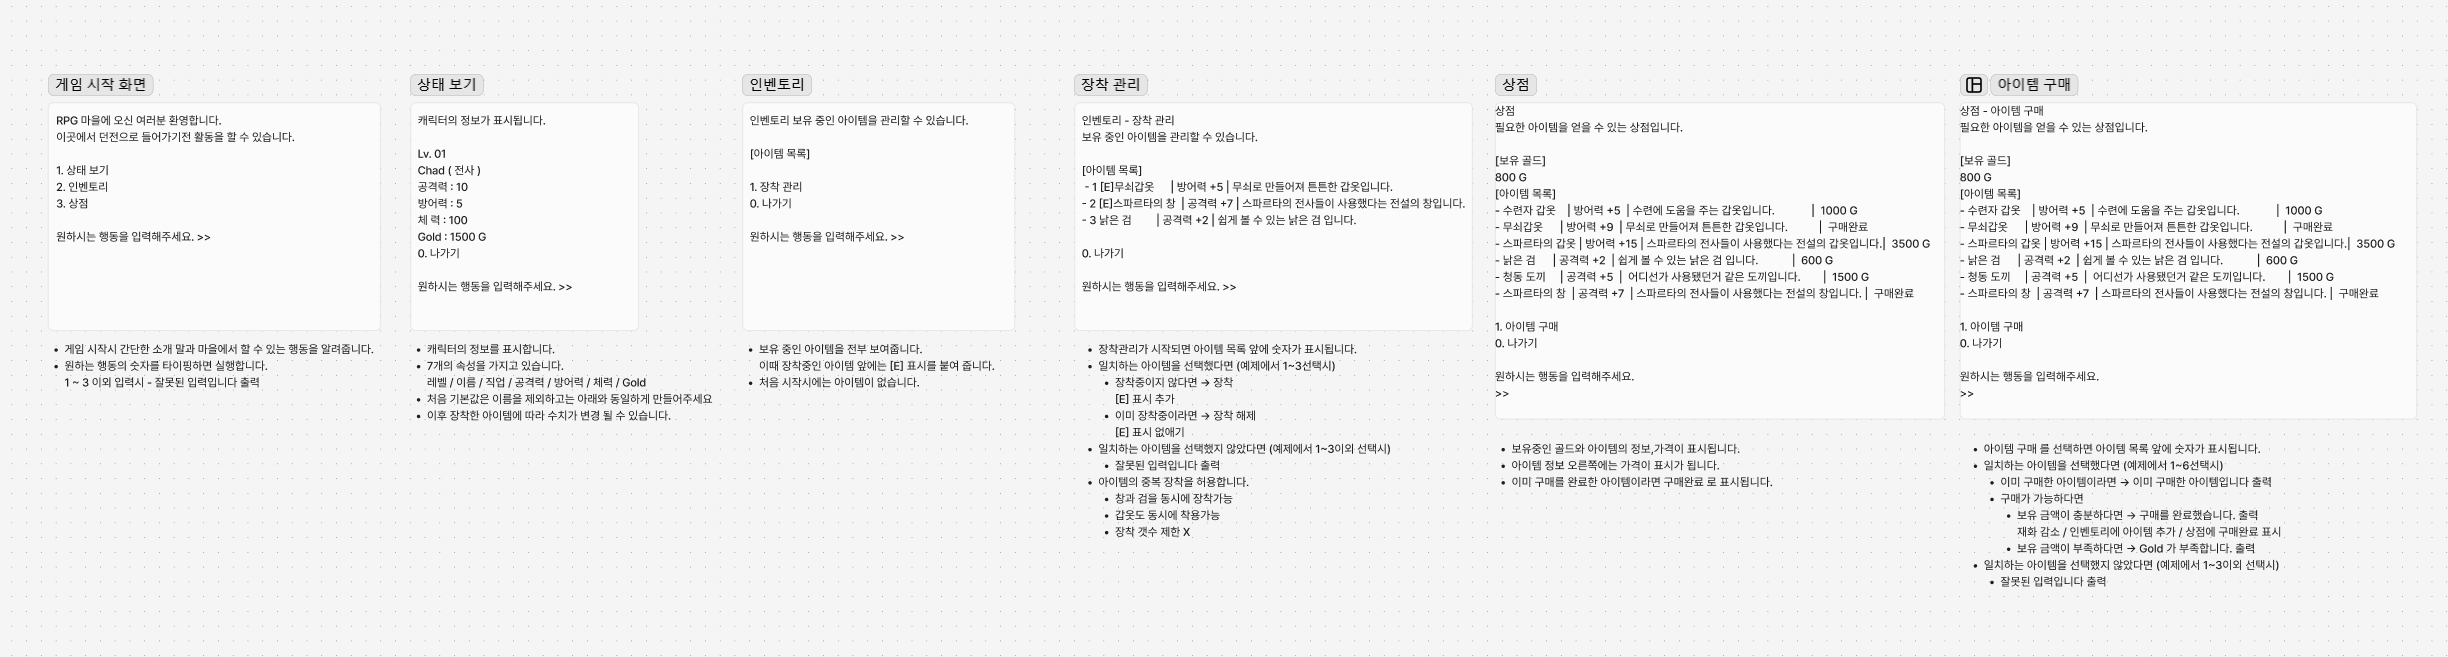 게임 시작 화면
RPG 마을에 오신 여러분 환영합니다.
이곳에서 던전으로 들어가기전 활동을 할 수 있습니다.
1. 상태 보기
2. 인벤토리
3. 상점
원하시는 행동을 입력해주세요. >>
• 게임 시작시 간단한 소개 말과 마을에서 할 수 있는 행동을 알려줍니다.
• 원하는 행동의 숫자를 타이핑하면 실행합니다.
1 ~ 3 이외 입력시 - 잘못된 입력입니다 출력
상태 보기
캐릭터의 정보가 표시됩니다.
Lv. 01
Chad ( 전사 )
공격력 : 10
방어력 : 5
체 력 : 100
Gold : 1500 G
0. 나가기
원하시는 행동을 입력해주세요. >>
• 캐릭터의 정보를 표시합니다.
• 7개의 속성을 가지고 있습니다.
레벨 / 이름 / 직업 / 공격력 / 방어력 / 체력 / Gold
• 처음 기본값은 이름을 제외하고는 아래와 동일하게 만들어주세요
• 이후 장착한 아이템에 따라 수치가 변경 될 수 있습니다.
인벤토리
인벤토리 보유 중인 아이템을 관리할 수 있습니다.
[아이템 목록]
1. 장착 관리
0. 나가기
원하시는 행동을 입력해주세요. >>
• 보유 중인 아이템을 전부 보여줍니다.
이때 장착중인 아이템 앞에는 [E] 표시를 붙여 줍니다.
• 처음 시작시에는 아이템이 없습니다.
장착 관리
인벤토리 - 장착 관리
보유 중인 아이템을 관리할 수 있습니다.
[아이템 목록]
- 1 [E]무쇠갑옷 | 방어력 +5 | 무쇠로 만들어져 튼튼한 갑옷입니다.
- 2 [E]스파르타의 창 | 공격력 +7 | 스파르타의 전사들이 사용했다는 전설의 창입니다.
- 3 낡은 검 | 공격력 +2 | 쉽게 볼 수 있는 낡은 검 입니다.
0. 나가기
원하시는 행동을 입력해주세요. >>
• 장착관리가 시작되면 아이템 목록 앞에 숫자가 표시됩니다.
• 일치하는 아이템을 선택했다면 (예제에서 1~3선택시)
• 장착중이지 않다면 → 장착
[E] 표시 추가
• 이미 장착중이라면 → 장착 해제
[E] 표시 없애기
• 일치하는 아이템을 선택했지 않았다면 (예제에서 1~3이외 선택시)
• 잘못된 입력입니다 출력
• 아이템의 중복 장착을 허용합니다.
• 창과 검을 동시에 장착가능
• 갑옷도 동시에 착용가능
• 장착 갯수 제한 X
상점
상점
필요한 아이템을 얻을 수 있는 상점입니다.
[보유 골드]
800 G
[아이템 목록]
- 수련자 갑옷 | 방어력 +5 | 수련에 도움을 주는 갑옷입니다. | 1000 G
- 무쇠갑옷 | 방어력 +9 | 무쇠로 만들어져 튼튼한 갑옷입니다. | 구매완료
- 스파르타의 갑옷 | 방어력 +15 | 스파르타의 전사들이 사용했다는 전설의 갑옷입니다.| 3500 G
- 낡은 검 | 공격력 +2 | 쉽게 볼 수 있는 낡은 검 입니다. | 600 G
- 청동 도끼 | 공격력 +5 | 어디선가 사용됐던거 같은 도끼입니다. | 1500 G
- 스파르타의 창 | 공격력 +7 | 스파르타의 전사들이 사용했다는 전설의 창입니다. | 구매완료
1. 아이템 구매
0. 나가기
원하시는 행동을 입력해주세요.
>>
• 보유중인 골드와 아이템의 정보,가격이 표시됩니다.
• 아이템 정보 오른쪽에는 가격이 표시가 됩니다.
• 이미 구매를 완료한 아이템이라면 구매완료 로 표시됩니다.
아이템 구매
상점 - 아이템 구매
필요한 아이템을 얻을 수 있는 상점입니다.
[보유 골드]
800 G
[아이템 목록]
- 수련자 갑옷 | 방어력 +5 | 수련에 도움을 주는 갑옷입니다. | 1000 G
- 무쇠갑옷 | 방어력 +9 | 무쇠로 만들어져 튼튼한 갑옷입니다. | 구매완료
- 스파르타의 갑옷 | 방어력 +15 | 스파르타의 전사들이 사용했다는 전설의 갑옷입니다.| 3500 G
- 낡은 검 | 공격력 +2 | 쉽게 볼 수 있는 낡은 검 입니다. | 600 G
- 청동 도끼 | 공격력 +5 | 어디선가 사용됐던거 같은 도끼입니다. | 1500 G
- 스파르타의 창 | 공격력 +7 | 스파르타의 전사들이 사용했다는 전설의 창입니다. | 구매완료
1. 아이템 구매
0. 나가기
원하시는 행동을 입력해주세요.
>>
• 아이템 구매 를 선택하면 아이템 목록 앞에 숫자가 표시됩니다.
• 일치하는 아이템을 선택했다면 (예제에서 1~6선택시)
• 이미 구매한 아이템이라면 → 이미 구매한 아이템입니다 출력
• 구매가 가능하다면
• 보유 금액이 충분하다면 → 구매를 완료했습니다. 출력
재화 감소 / 인벤토리에 아이템 추가 / 상점에 구매완료 표시
• 보유 금액이 부족하다면 → Gold 가 부족합니다. 출력
• 일치하는 아이템을 선택했지 않았다면 (예제에서 1~3이외 선택시)
• 잘못된 입력입니다 출력